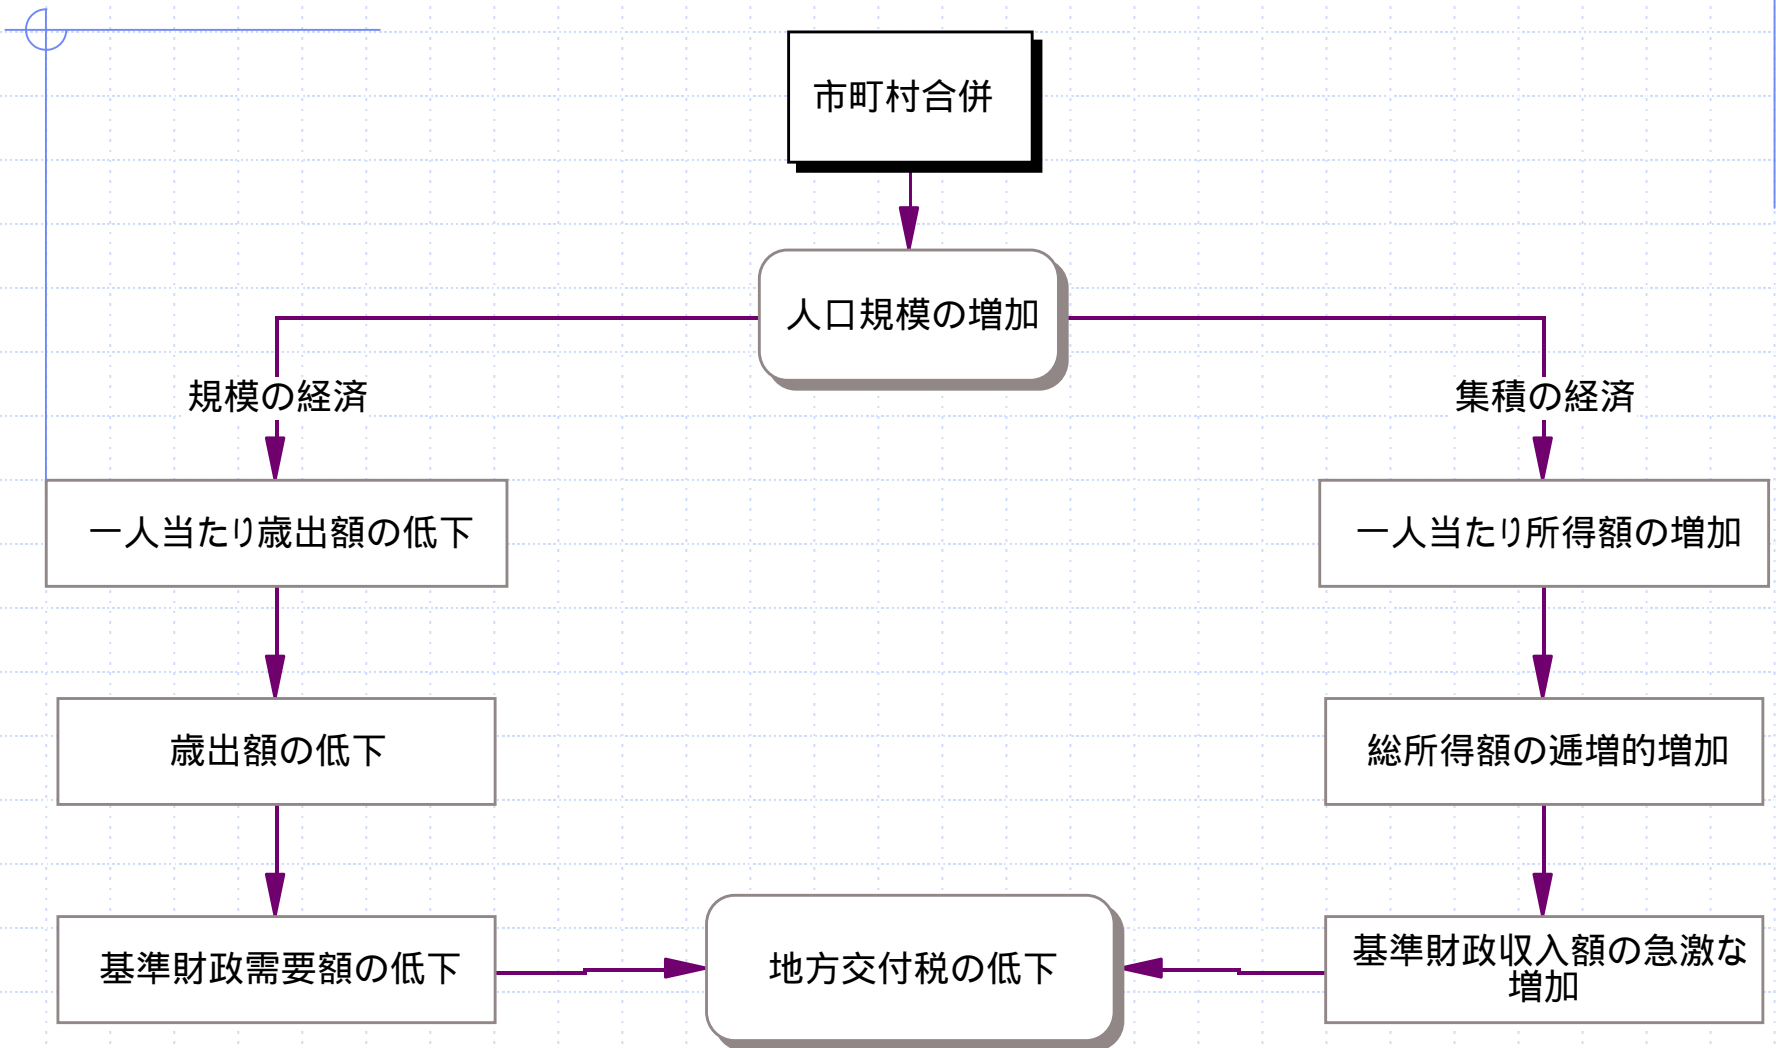 市町村合併
人口規模の増加
規模の経済
集積の経済
一人当たり歳出額の低下
一人当たり所得額の増加
歳出額の低下
総所得額の逓増的増加
基準財政需要額の低下
地方交付税の低下
基準財政収入額の急激な
増加